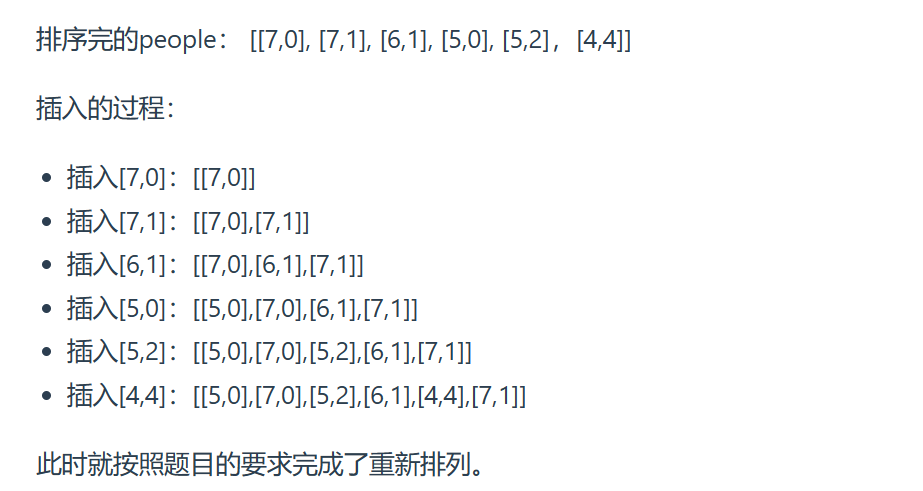 排序完的people： [[7,0], [7,1], [6,1], [5,0], [5,2]，[4,4]]
插入的过程：
• 插入[7,0]：[[7,0]]
• 插入[7,1]：[[7,0],[7,1]]
• 插入[6,1]：[[7,0],[6,1],[7,1]]
• 插入[5,0]：[[5,0],[7,0],[6,1],[7,1]]
• 插入[5,2]：[[5,0],[7,0],[5,2],[6,1],[7,1]]
• 插入[4,4]：[[5,0],[7,0],[5,2],[6,1],[4,4],[7,1]]
此时就按照题目的要求完成了重新排列。